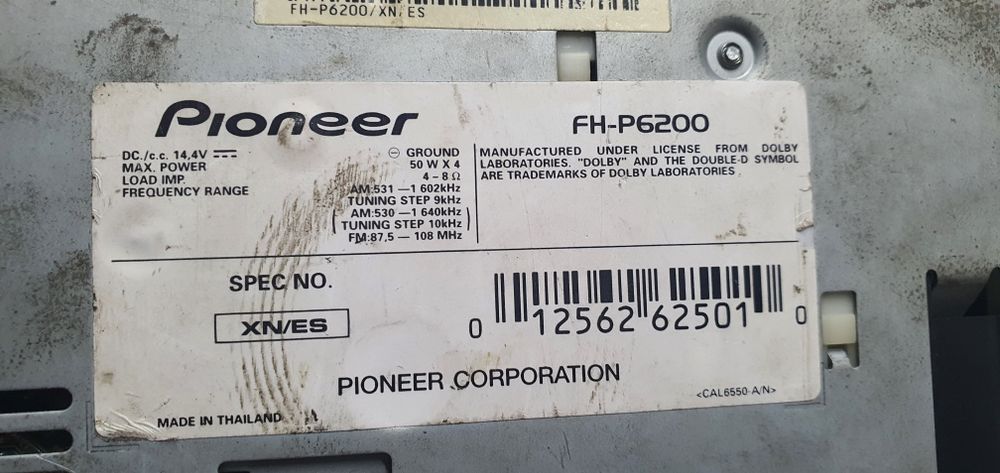 FH-P6200/XN/ES
Pioneer
FH-P6200
DC./c.c. 14,4V ⎓ ⊖ GROUND
MAX. POWER 50 W X 4
LOAD IMP. 4 – 8 Ω
FREQUENCY RANGE AM:531 – 1 602kHz
TUNING STEP 9kHz
(AM:530 – 1 640kHz
TUNING STEP 10kHz)
FM:87,5 – 108 MHz
MANUFACTURED UNDER LICENSE FROM DOLBY
LABORATORIES. "DOLBY" AND THE DOUBLE-D SYMBOL
ARE TRADEMARKS OF DOLBY LABORATORIES.
SPEC NO.
XN/ES
0 12562 62501 0
PIONEER CORPORATION
<CAL6550-A/N>
MADE IN THAILAND